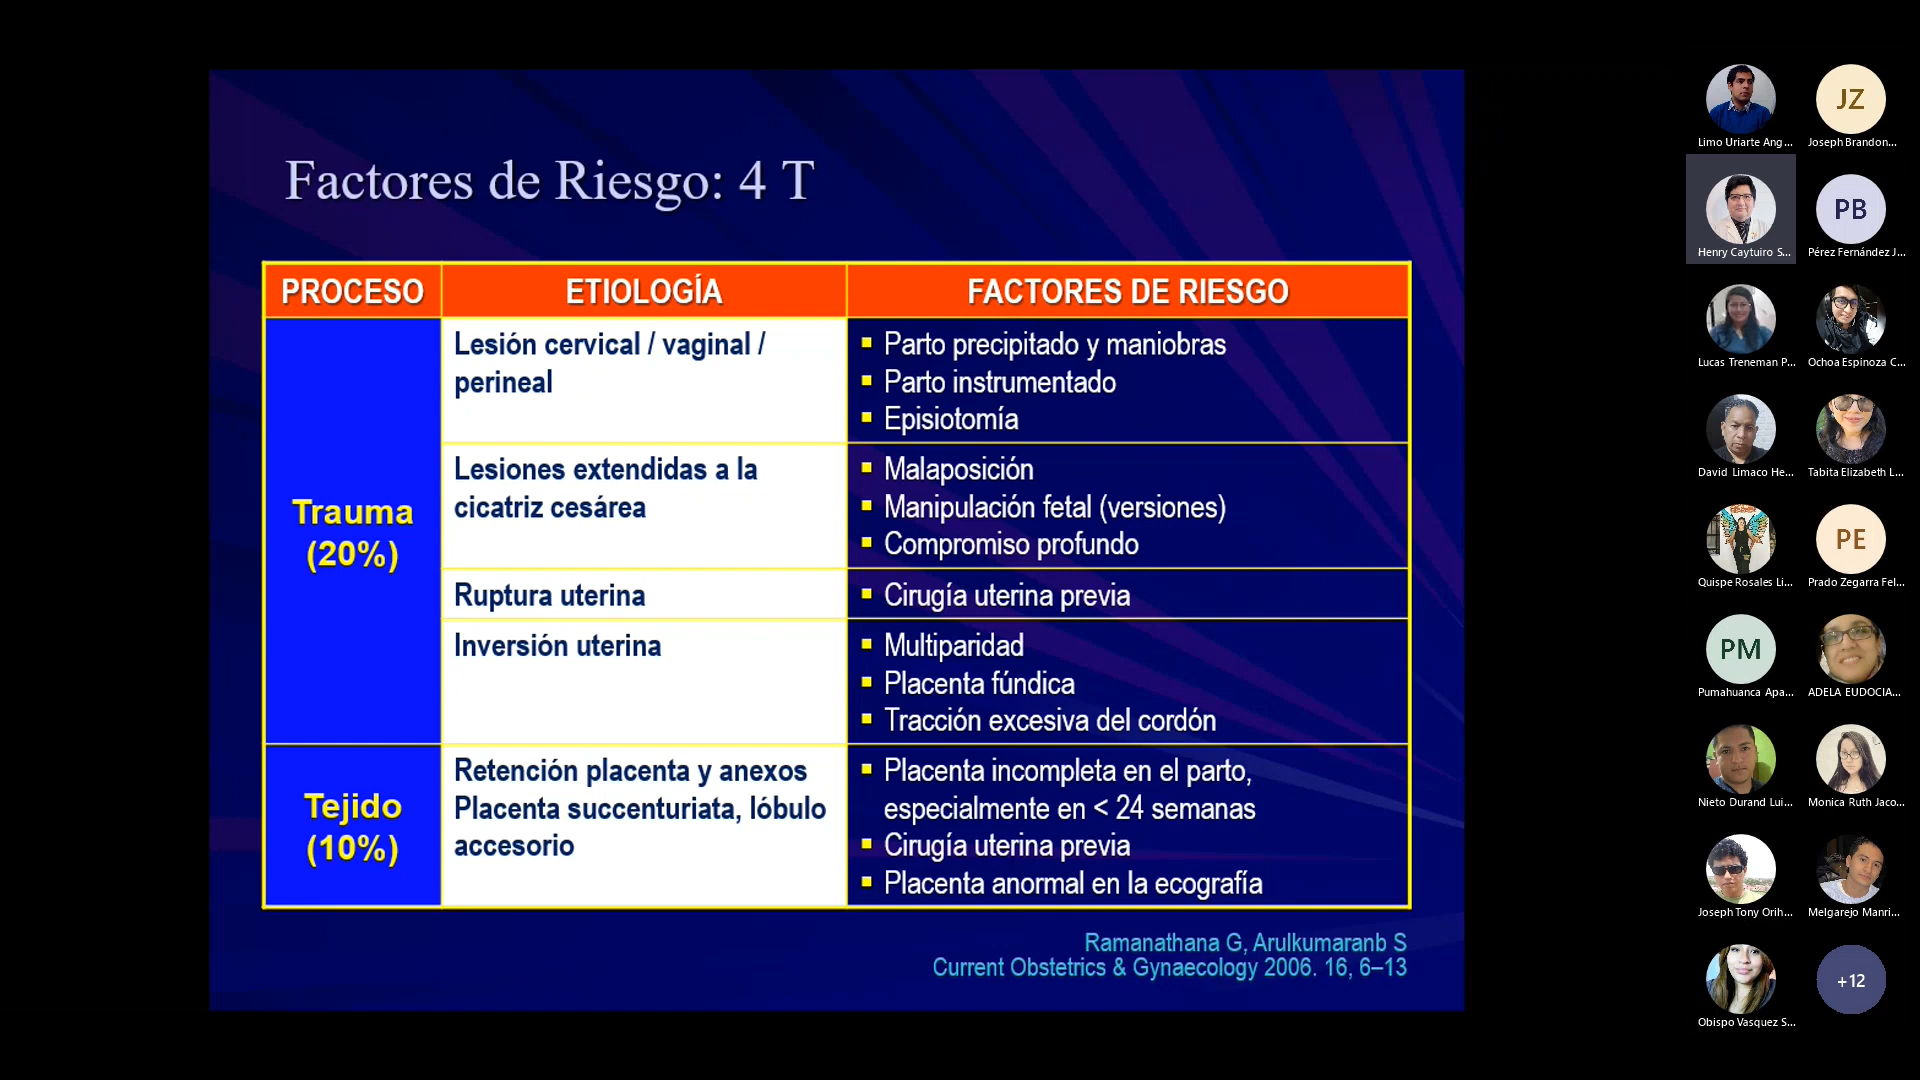 Factores de Riesgo: 4 T
PROCESO
ETIOLOGÍA
FACTORES DE RIESGO
Trauma
(20%)
Lesión cervical / vaginal /
perineal
Parto precipitado y maniobras
Parto instrumentado
Episiotomía
Lesiones extendidas a la
cicatriz cesárea
Malaposición
Manipulación fetal (versiones)
Compromiso profundo
Ruptura uterina
Cirugía uterina previa
Inversión uterina
Multiparidad
Placenta fúndica
Tracción excesiva del cordón
Tejido
(10%)
Retención placenta y anexos
Placenta succenturiata, lóbulo
accesorio
Placenta incompleta en el parto,
especialmente en < 24 semanas
Cirugía uterina previa
Placenta anormal en la ecografía
Ramanathana G, Arulkumaranb S
Current Obstetrics & Gynaecology 2006. 16, 6–13
Limo Uriarte Ang...
JZ
Joseph Brandon...
Henry Caytuiro S...
PB
Pérez Fernández J...
Lucas Treneman P...
Ochoa Espinoza C...
David Limaco He...
Tabita Elizabeth L...
Quispe Rosales Li...
PE
Prado Zegarra Fel...
PM
Pumahuanca Apa...
ADELA EUDOCIA...
Nieto Durand Lui...
Monica Ruth Jaco...
Joseph Tony Orih...
Melgarejo Manri...
Obispo Vasquez S...
+12